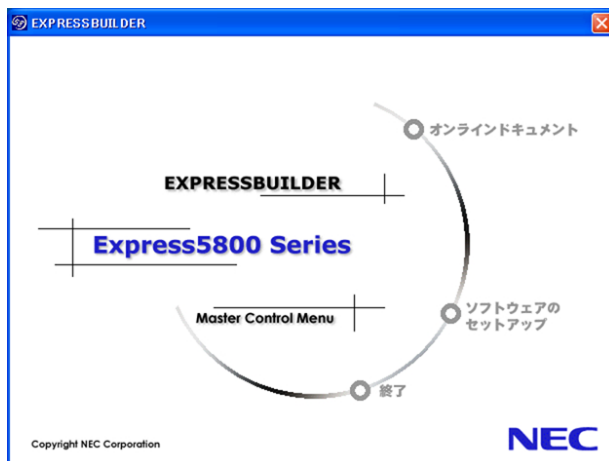 EXPRESSBUILDER
オンラインドキュメント
EXPRESSBUILDER
Express5800 Series
ソフトウェアの
セットアップ
Master Control Menu
終了
Copyright NEC Corporation
NEC